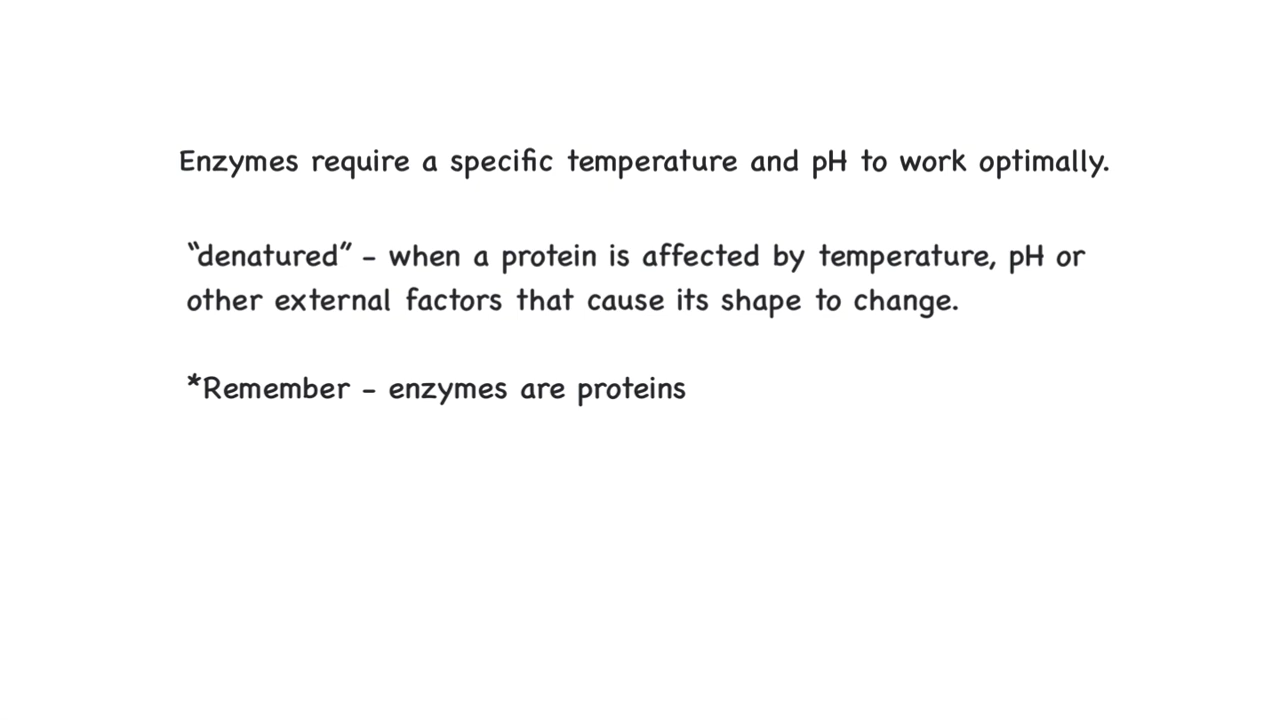 Enzymes require a specific temperature and pH to work optimally.
“denatured” – when a protein is affected by temperature, pH or
other external factors that cause its shape to change.
*Remember – enzymes are proteins